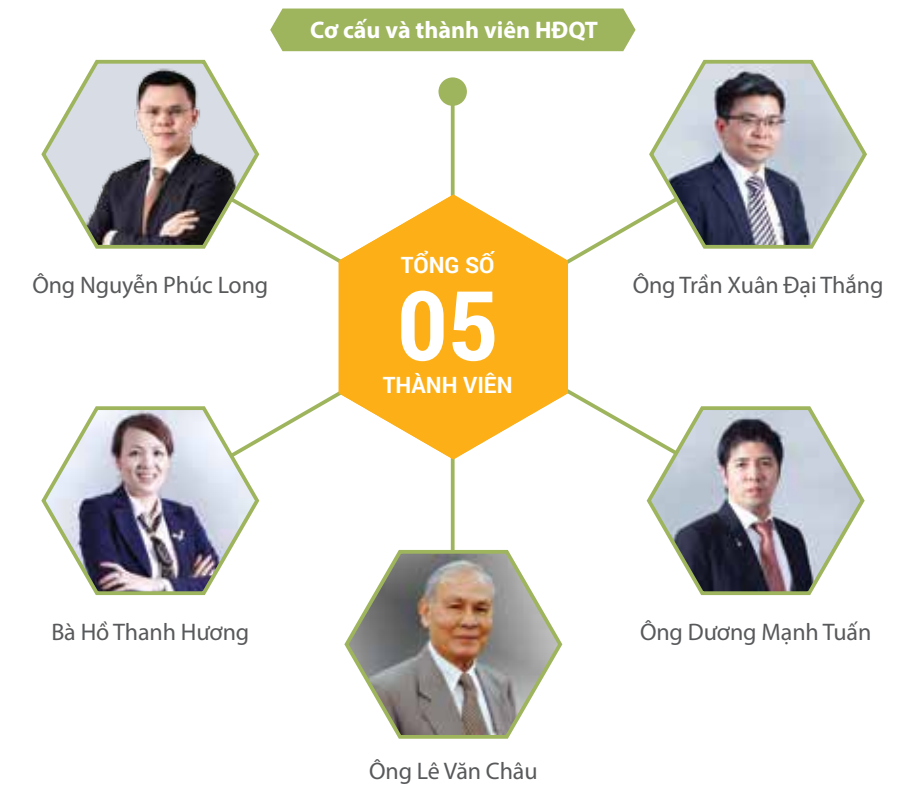 Cơ cấu và thành viên HĐQT
TỔNG SỐ
05
THÀNH VIÊN
Ông Nguyễn Phúc Long
Ông Trần Xuân Đại Thắng
Bà Hồ Thanh Hương
Ông Dương Mạnh Tuấn
Ông Lê Văn Châu